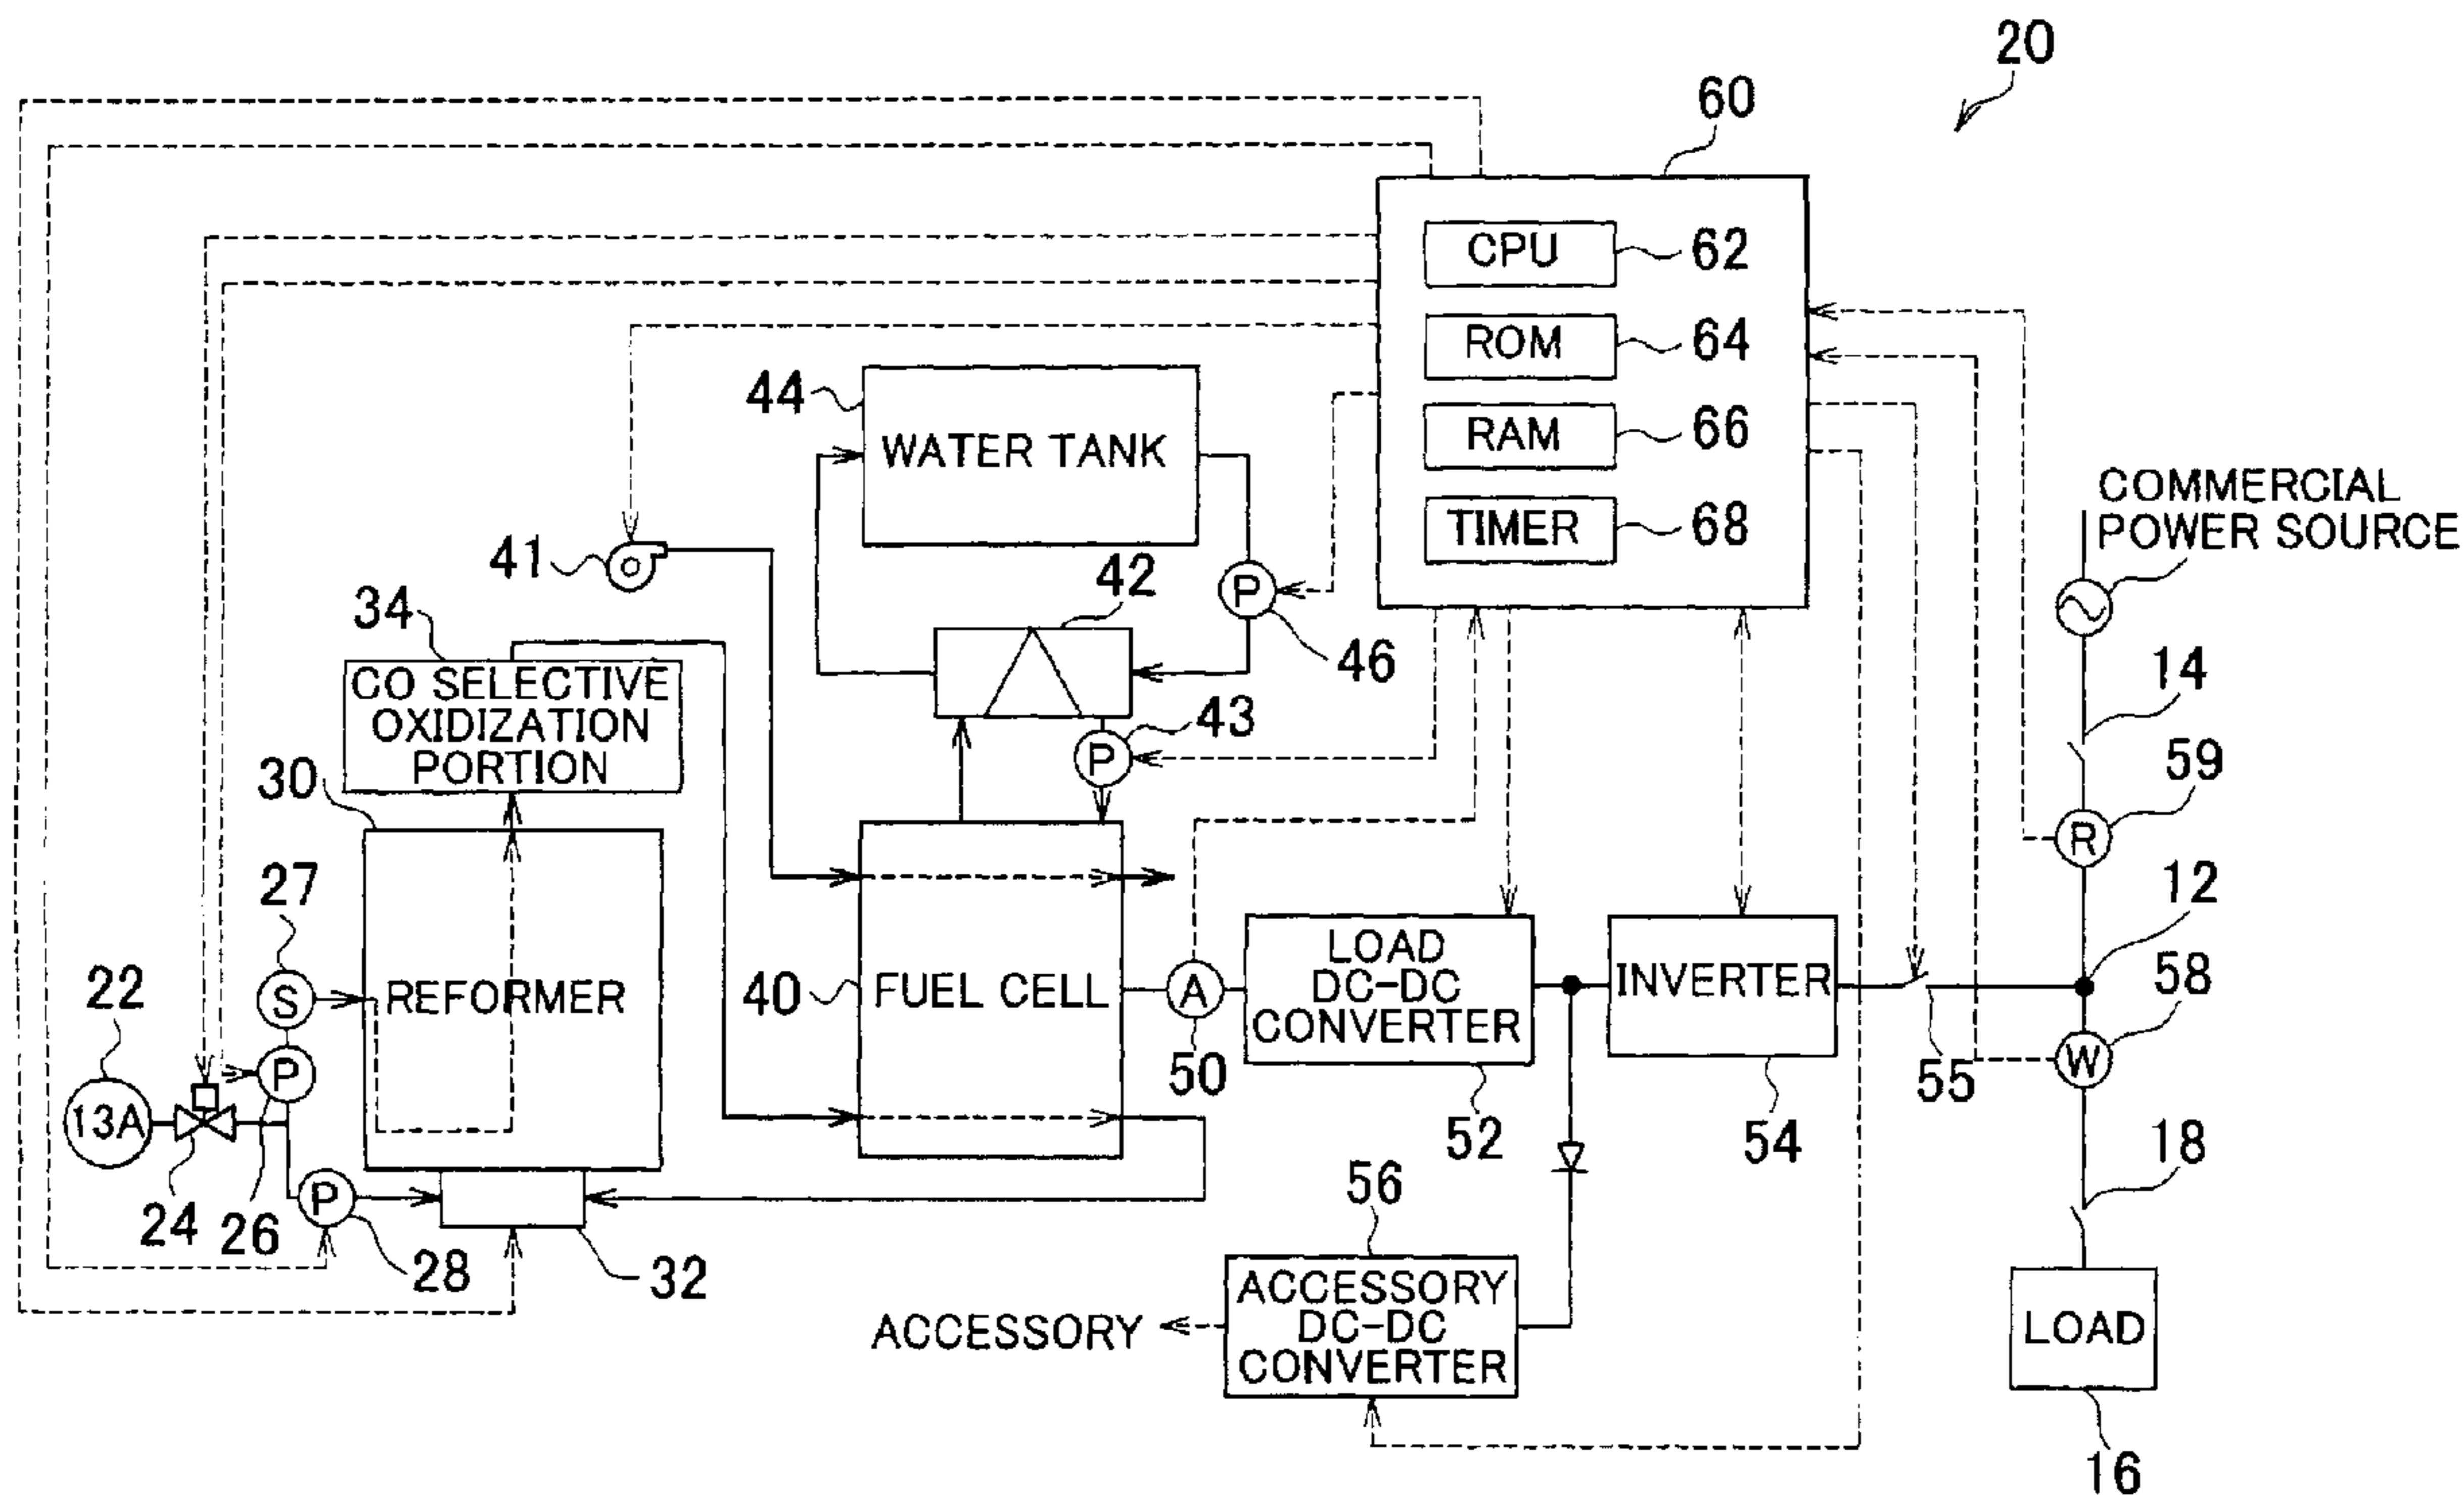 20
60
CPU
62
ROM
64
RAM
66
TIMER
68
44
WATER TANK
COMMERCIAL
POWER SOURCE
41
42
P
46
34
CO SELECTIVE
OXIDIZATION
PORTION
43
P
14
59
R
30
27
S
REFORMER
22
13A
P
24
26
P
28
32
40
FUEL CELL
A
50
LOAD
DC-DC
CONVERTER
52
INVERTER
54
55
12
58
W
18
56
ACCESSORY
DC-DC
CONVERTER
ACCESSORY
LOAD
16